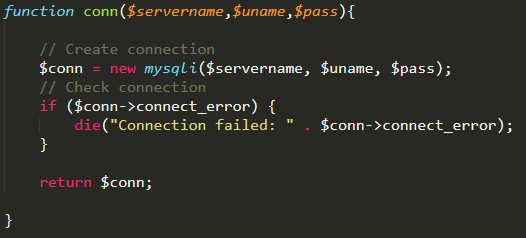 function conn($servername,$uname,$pass){
// Create connection
$conn = new mysqli($servername, $uname, $pass);
// Check connection
if ($conn->connect_error) {
die("Connection failed: " . $conn->connect_error);
}
return $conn;
}